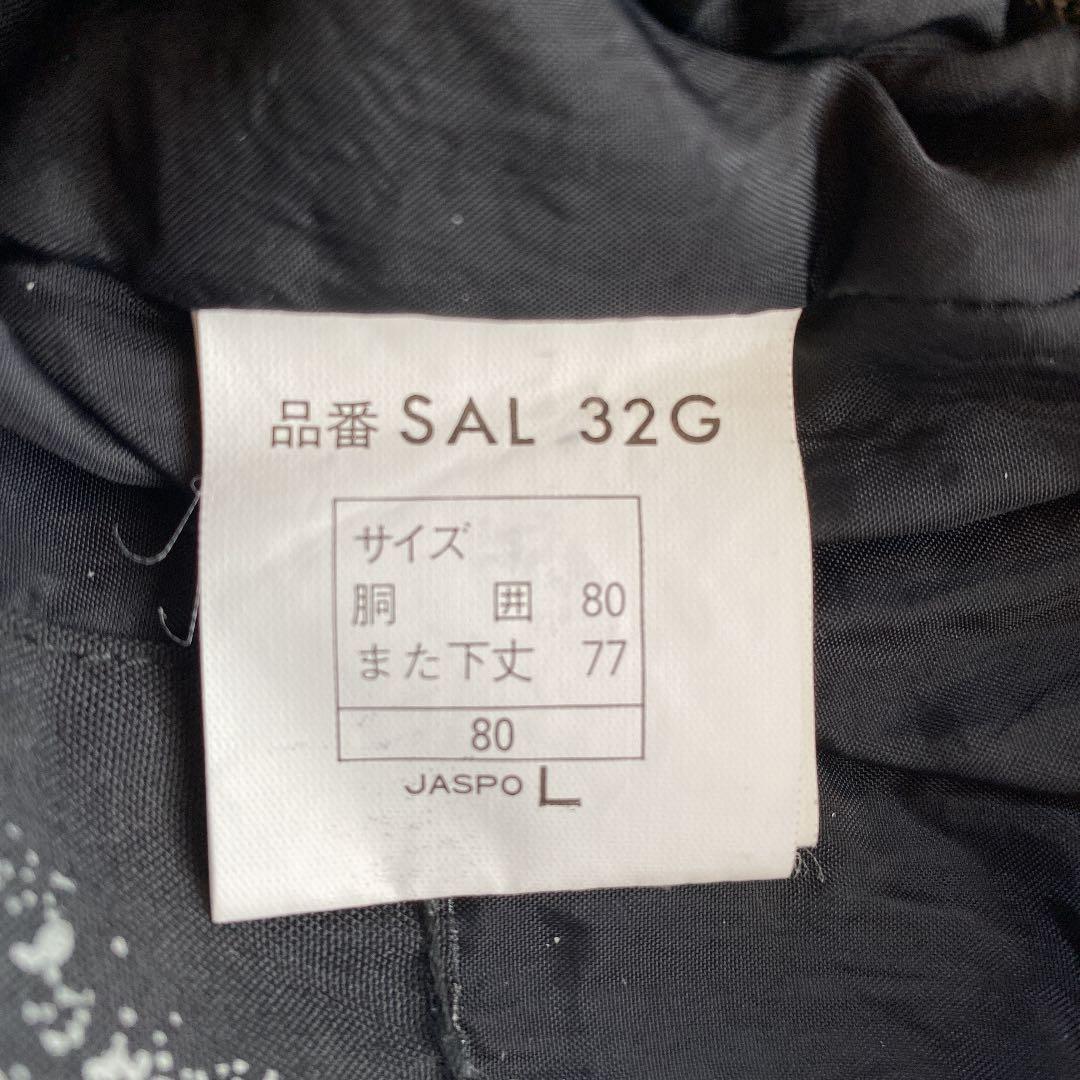 品番 SAL 32G
サイズ
胴囲 80
また下丈 77
80
JASPO L